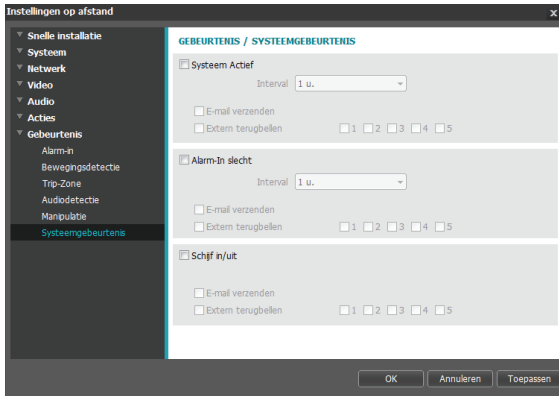 Instellingen op afstand x
Snelle installatie
Systeem
Netwerk
Video
Audio
Acties
Gebeurtenis
Alarm-in
Bewegingsdetectie
Trip-Zone
Audiodetectie
Manipulatie
Systeemgebeurtenis
GEBEURTENIS / SYSTEEMGEBEURTENIS
Systeem Actief
Interval 1 u.
E-mail verzenden
Extern terugbellen 1 2 3 4 5
Alarm-In slecht
Interval 1 u.
E-mail verzenden
Extern terugbellen 1 2 3 4 5
Schijf in/uit
E-mail verzenden
Extern terugbellen 1 2 3 4 5
OK Annuleren Toepassen